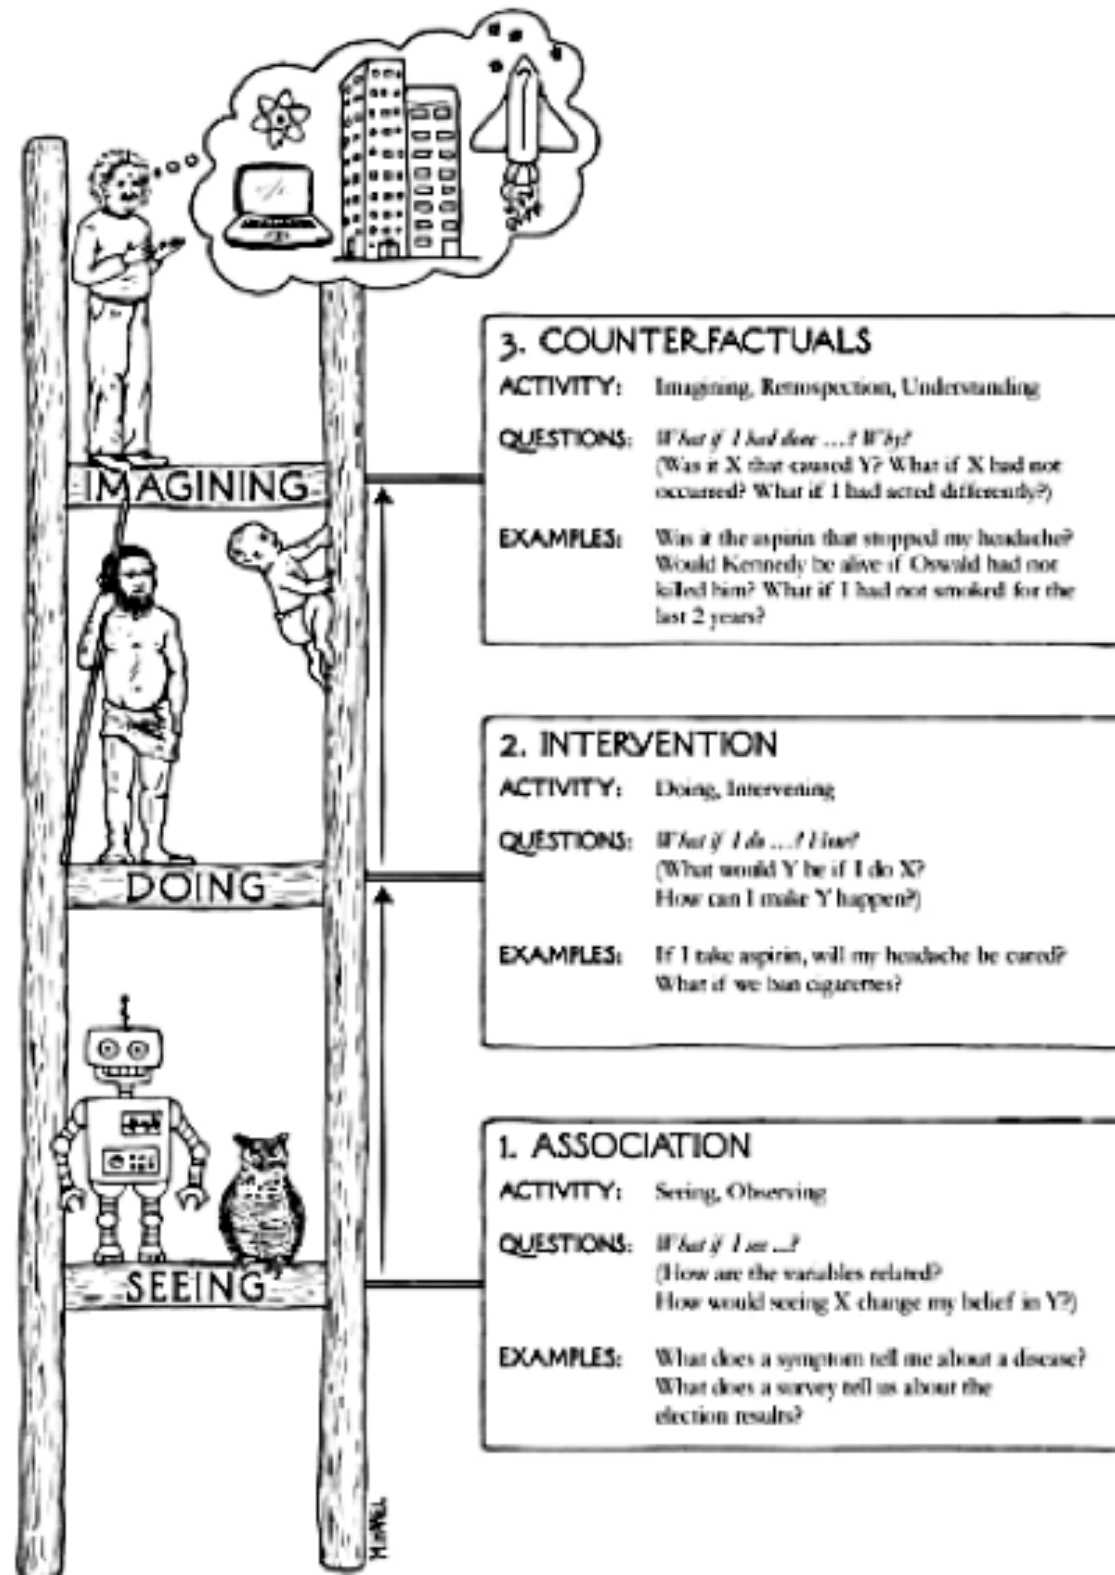 3. COUNTERFACTUALS
ACTIVITY: Imagining, Retrospection, Understanding
QUESTIONS: What if I had done ...? Why?
(Was it X that caused Y? What if X had not
occurred? What if I had acted differently?)
EXAMPLES: Was it the aspirin that stopped my headache?
Would Kennedy be alive if Oswald had not
killed him? What if I had not smoked for the
last 2 years?
IMAGINING
2. INTERVENTION
ACTIVITY: Doing, Intervening
QUESTIONS: What if I do ...? How?
(What would Y be if I do X?
How can I make Y happen?)
EXAMPLES: If I take aspirin, will my headache be cured?
What if we ban cigarettes?
DOING
1. ASSOCIATION
ACTIVITY: Seeing, Observing
QUESTIONS: What if I see ...?
(How are the variables related?
How would seeing X change my belief in Y?)
EXAMPLES: What does a symptom tell me about a disease?
What does a survey tell us about the
election results?
SEEING